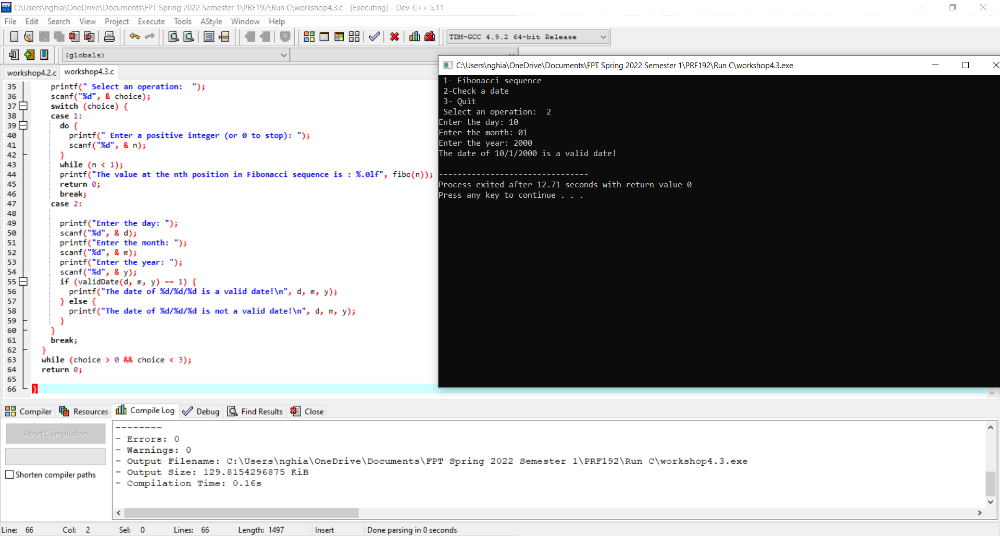 C:\Users\nghia\OneDrive\Documents\FPT Spring 2022 Semester 1\PRF192\Run C\workshop4.3.c - [Executing] - Dev-C++ 5.11
File Edit Search View Project Execute Tools AStyle Window Help
TDM-GCC 4.9.2 64-bit Release
(globals)
workshop4.2.c workshop4.3.c
35 printf(" Select an operation:  ");
36 scanf("%d", & choice);
37 switch (choice) {
38 case 1:
39 do {
40 printf(" Enter a positive integer (or 0 to stop): ");
41 scanf("%d", & n);
42 }
43 while (n < 1);
44 printf("The value at the nth position in Fibonacci sequence is : %.0lf", fibo(n));
45 return 0;
46 break;
47 case 2:
48
49 printf("Enter the day: ");
50 scanf("%d", & d);
51 printf("Enter the month: ");
52 scanf("%d", & m);
53 printf("Enter the year: ");
54 scanf("%d", & y);
55 if (validDate(d, m, y) == 1) {
56 printf("The date of %d/%d/%d is a valid date!\n", d, m, y);
57 } else {
58 printf("The date of %d/%d/%d is not a valid date!\n", d, m, y);
59 }
60 }
61 break;
62 }
63 while (choice > 0 && choice < 3);
64 return 0;
65
66 }
C:\Users\nghia\OneDrive\Documents\FPT Spring 2022 Semester 1\PRF192\Run C\workshop4.3.exe
1- Fibonacci sequence
2-Check a date
3- Quit
Select an operation:  2
Enter the day: 10
Enter the month: 01
Enter the year: 2000
The date of 10/1/2000 is a valid date!
--------------------------------
Process exited after 12.71 seconds with return value 0
Press any key to continue . . .
Compiler Resources Compile Log Debug Find Results Close
Abort Compilation
Shorten compiler paths
--------
- Errors: 0
- Warnings: 0
- Output Filename: C:\Users\nghia\OneDrive\Documents\FPT Spring 2022 Semester 1\PRF192\Run C\workshop4.3.exe
- Output Size: 129.8154296875 KiB
- Compilation Time: 0.16s
Line: 66 Col: 2 Sel: 0 Lines: 66 Length: 1497 Insert Done parsing in 0 seconds